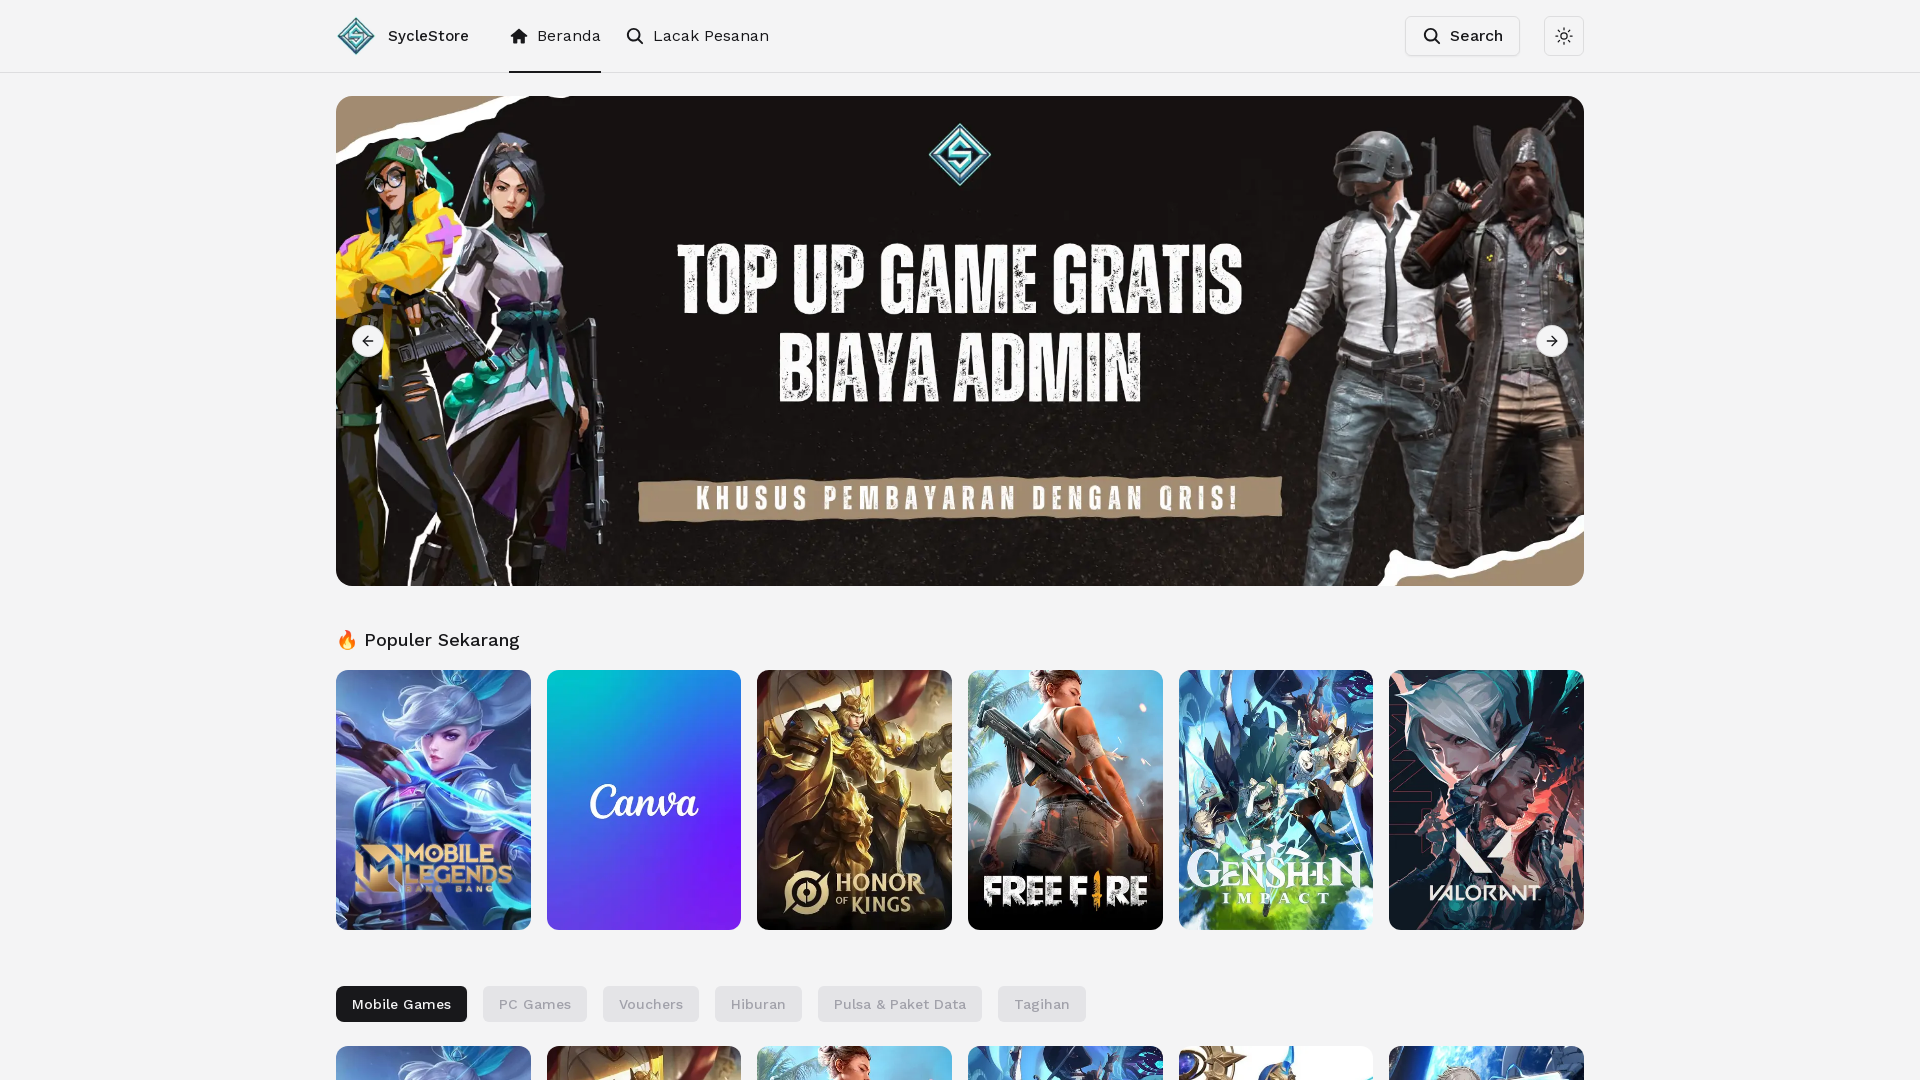 SycleStore
Beranda
Lacak Pesanan
Search
TOP UP GAME GRATIS
BIAYA ADMIN
KHUSUS PEMBAYARAN DENGAN QRIS!
🔥 Populer Sekarang
MOBILE
LEGENDS
BANG BANG
Canva
HONOR
OF KINGS
FREE FIRE
GENSHIN
IMPACT
VALORANT
Mobile Games
PC Games
Vouchers
Hiburan
Pulsa & Paket Data
Tagihan